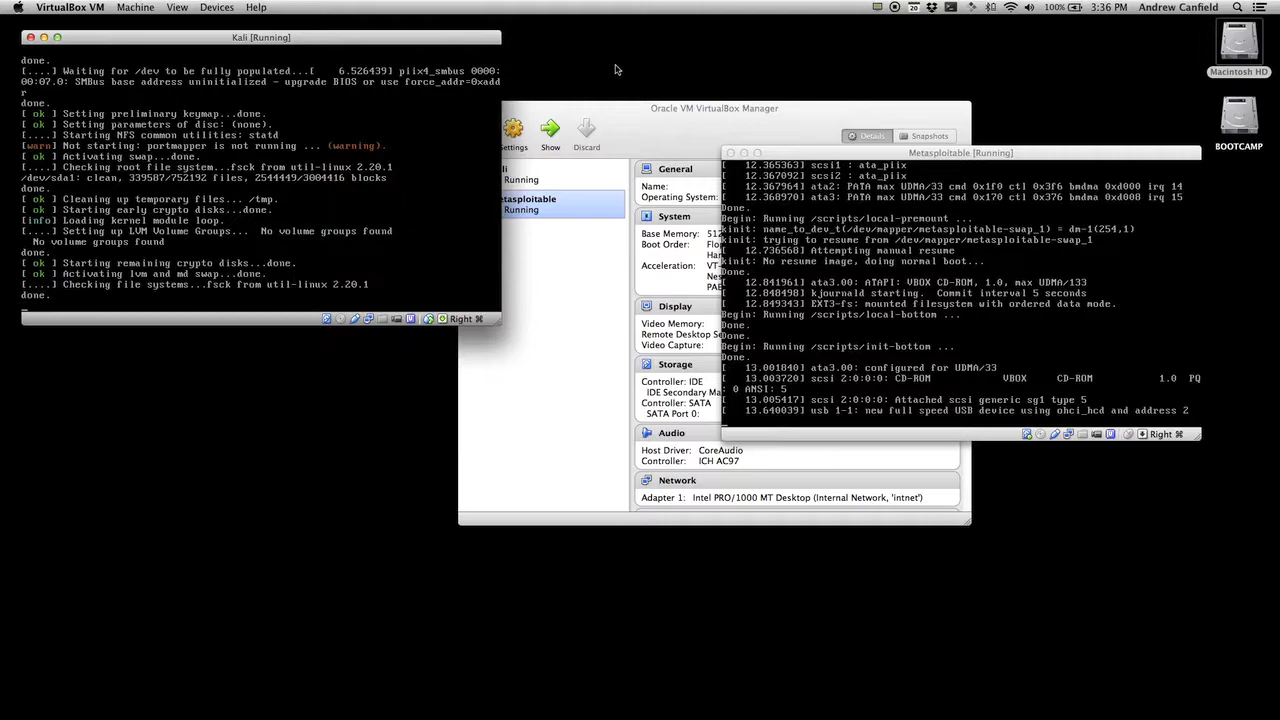 VirtualBox VM Machine View Devices Help
20 100% 3:36 PM Andrew Canfield
Kali [Running]
done.
[....] Waiting for /dev to be fully populated...[    6.526439] piix4_smbus 0000:
00:07.0: SMBus base address uninitialized - upgrade BIOS or use force_addr=0xadd
r
done.
[ ok ] Setting preliminary keymap...done.
[ ok ] Setting parameters of disc: (none).
[....] Starting NFS common utilities: statd
[warn] Not starting: portmapper is not running ... (warning).
[ ok ] Activating swap...done.
[....] Checking root file system...fsck from util-linux 2.20.1
/dev/sda1: clean, 339587/752192 files, 2544449/3004416 blocks
done.
[ ok ] Cleaning up temporary files... /tmp.
[ ok ] Starting early crypto disks...done.
[info] Loading kernel module loop.
[....] Setting up LVM Volume Groups...  No volume groups found
  No volume groups found
done.
[ ok ] Starting remaining crypto disks...done.
[ ok ] Activating lvm and md swap...done.
[....] Checking file systems...fsck from util-linux 2.20.1
done.
Right ⌘
Oracle VM VirtualBox Manager
ettings Show Discard
Details Snapshots
li
Running
etasploitable
Running
General
Name:
Operating System:
System
Base Memory: 512
Boot Order: Flo
Har
Acceleration: VT-
Nes
PAE
Display
Video Memory:
Remote Desktop Se
Video Capture:
Storage
Controller: IDE
IDE Secondary Ma
Controller: SATA
SATA Port 0:
Audio
Host Driver: CoreAudio
Controller: ICH AC97
Network
Adapter 1: Intel PRO/1000 MT Desktop (Internal Network, 'intnet')
Metasploitable [Running]
[   12.365363] scsi1 : ata_piix
[   12.367092] scsi2 : ata_piix
[   12.367964] ata2: PATA max UDMA/33 cmd 0x1f0 ctl 0x3f6 bmdma 0xd000 irq 14
[   12.368970] ata3: PATA max UDMA/33 cmd 0x170 ctl 0x376 bmdma 0xd008 irq 15
Done.
Begin: Running /scripts/local-premount ...
kinit: name_to_dev_t(/dev/mapper/metasploitable-swap_1) = dm-1(254,1)
kinit: trying to resume from /dev/mapper/metasploitable-swap_1
[   12.736568] Attempting manual resume
kinit: No resume image, doing normal boot...
Done.
[   12.841961] ata3.00: ATAPI: VBOX CD-ROM, 1.0, max UDMA/133
[   12.848498] kjournald starting.  Commit interval 5 seconds
[   12.849343] EXT3-fs: mounted filesystem with ordered data mode.
Begin: Running /scripts/local-bottom ...
Done.
Done.
Begin: Running /scripts/init-bottom ...
Done.
[   13.001840] ata3.00: configured for UDMA/33
[   13.003720] scsi 2:0:0:0: CD-ROM            VBOX     CD-ROM           1.0  PQ
: 0 ANSI: 5
[   13.005417] scsi 2:0:0:0: Attached scsi generic sg1 type 5
[   13.640039] usb 1-1: new full speed USB device using ohci_hcd and address 2
Right ⌘
Macintosh HD
BOOTCAMP